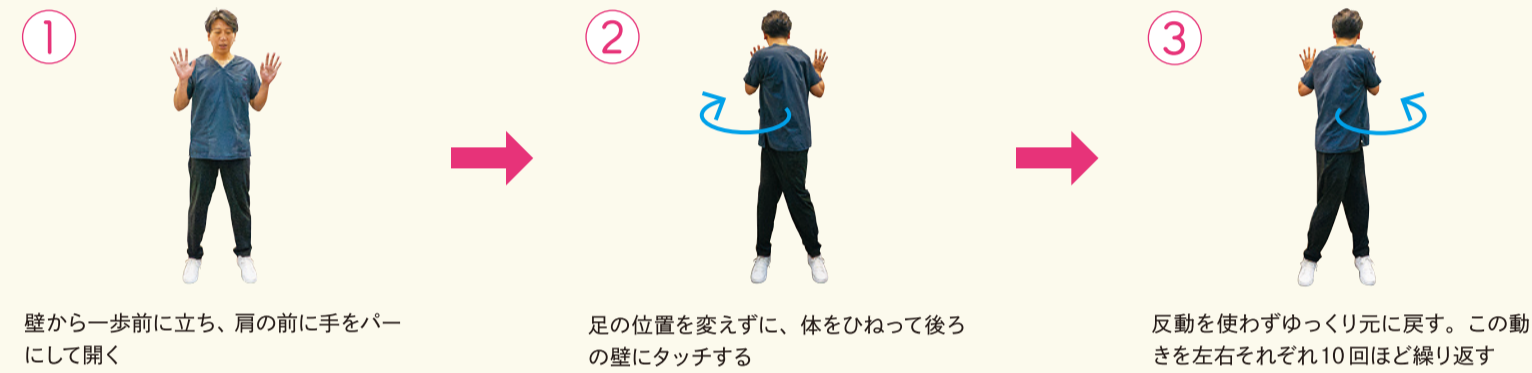 ①
壁から一歩前に立ち、肩の前に手をパー
にして開く
②
足の位置を変えずに、体をひねって後ろ
の壁にタッチする
③
反動を使わずゆっくり元に戻す。この動
きを左右それぞれ10回ほど繰り返す